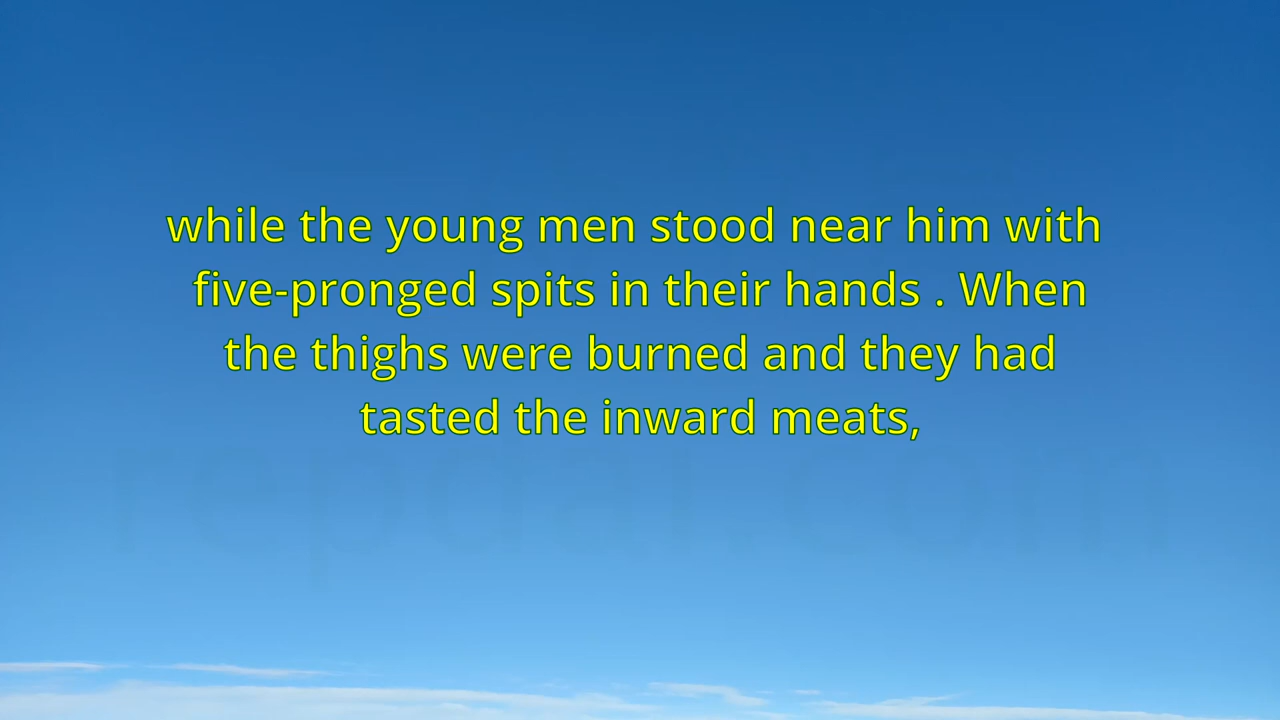 while the young men stood near him with
five-pronged spits in their hands . When
the thighs were burned and they had
tasted the inward meats,